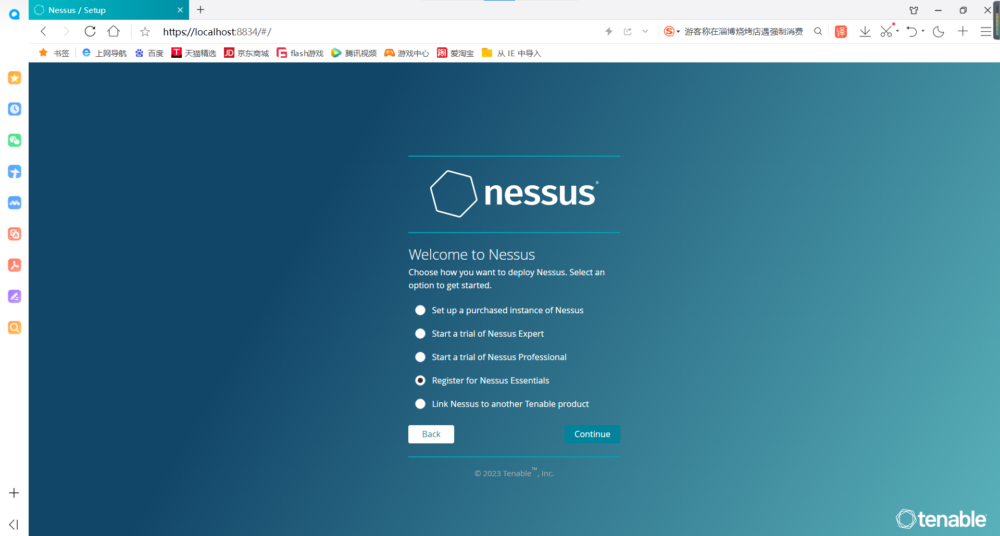 Nessus / Setup
https://localhost:8834/#/
游客称在淄博烧烤店遇强制消费
译
书签
上网导航
百度
天猫精选
京东商城
flash游戏
腾讯视频
游戏中心
爱淘宝
从 IE 中导入
nessus®
Welcome to Nessus
Choose how you want to deploy Nessus. Select an
option to get started.
Set up a purchased instance of Nessus
Start a trial of Nessus Expert
Start a trial of Nessus Professional
Register for Nessus Essentials
Link Nessus to another Tenable product
Back
Continue
© 2023 Tenable™, Inc.
tenable